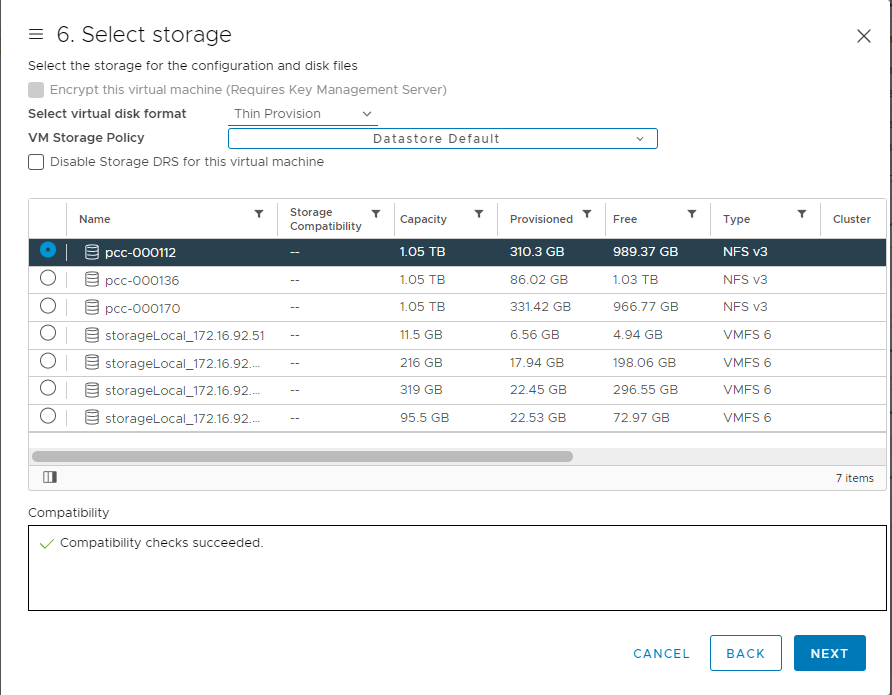 6. Select storage
Select the storage for the configuration and disk files
Encrypt this virtual machine (Requires Key Management Server)
Select virtual disk format Thin Provision
VM Storage Policy Datastore Default
Disable Storage DRS for this virtual machine
Name Storage Compatibility Capacity Provisioned Free Type Cluster
pcc-000112 -- 1.05 TB 310.3 GB 989.37 GB NFS v3
pcc-000136 -- 1.05 TB 86.02 GB 1.03 TB NFS v3
pcc-000170 -- 1.05 TB 331.42 GB 966.77 GB NFS v3
storageLocal_172.16.92.51 -- 11.5 GB 6.56 GB 4.94 GB VMFS 6
storageLocal_172.16.92.... -- 216 GB 17.94 GB 198.06 GB VMFS 6
storageLocal_172.16.92.... -- 319 GB 22.45 GB 296.55 GB VMFS 6
storageLocal_172.16.92.... -- 95.5 GB 22.53 GB 72.97 GB VMFS 6
7 items
Compatibility
Compatibility checks succeeded.
CANCEL BACK NEXT